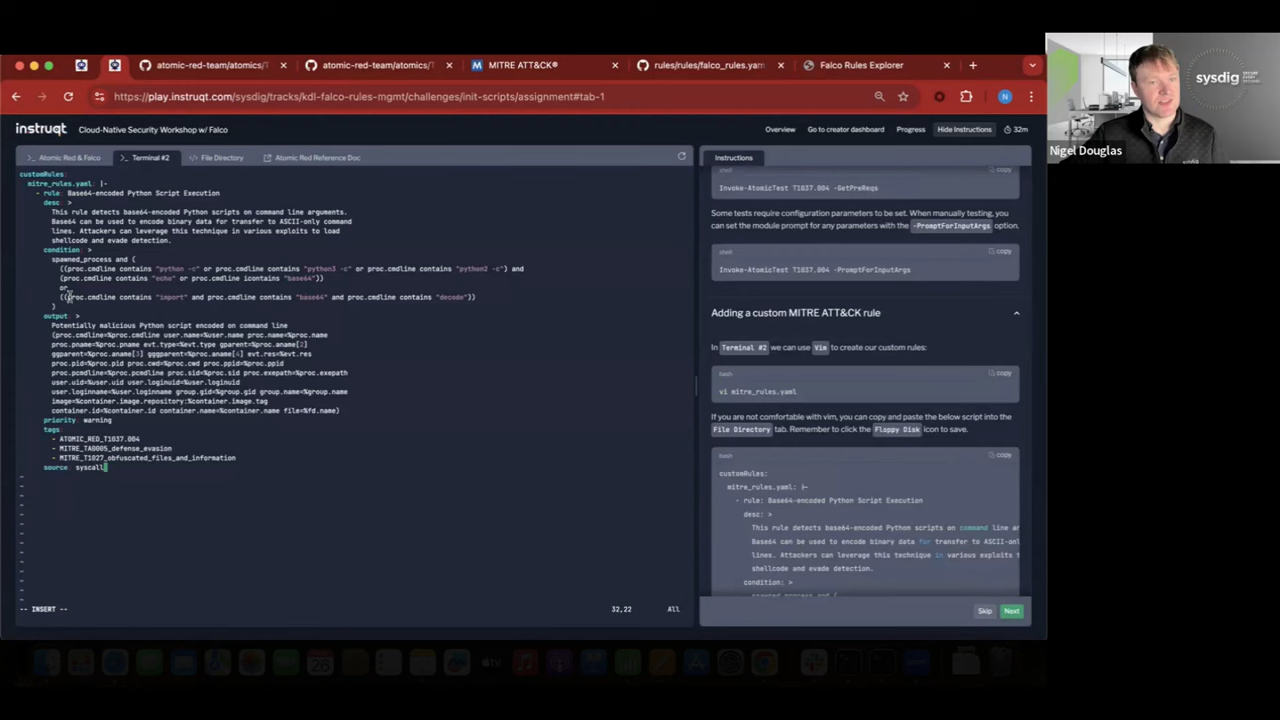 atomic-red-team/atomics/T
atomic-red-team/atomics/T
MITRE ATT&CK®
rules/rules/falco_rules.yam
Falco Rules Explorer
https://play.instruqt.com/sysdig/tracks/kdl-falco-rules-mgmt/challenges/init-scripts/assignment#tab-1
N
sysdig
Nigel Douglas
instruqt
Cloud-Native Security Workshop w/ Falco
Overview
Go to creator dashboard
Progress
Hide Instructions
32m
Atomic Red & Falco
Terminal #2
File Directory
Atomic Red Reference Doc
customRules:
mitre_rules.yaml: |-
- rule: Base64-encoded Python Script Execution
desc: >
This rule detects base64-encoded Python scripts on command line arguments.
Base64 can be used to encode binary data for transfer to ASCII-only command
lines. Attackers can leverage this technique in various exploits to load
shellcode and evade detection.
condition: >
spawned_process and (
((proc.cmdline contains "python -c" or proc.cmdline contains "python3 -c" or proc.cmdline contains "python2 -c") and
(proc.cmdline contains "echo" or proc.cmdline icontains "base64"))
or
((proc.cmdline contains "import" and proc.cmdline contains "base64" and proc.cmdline contains "decode"))
)
output: >
Potentially malicious Python script encoded on command line
(proc.cmdline=%proc.cmdline user.name=%user.name proc.name=%proc.name
proc.pname=%proc.pname evt.type=%evt.type gparent=%proc.aname[2]
ggparent=%proc.aname[3] gggparent=%proc.aname[4] evt.res=%evt.res
proc.pid=%proc.pid proc.cwd=%proc.cwd proc.ppid=%proc.ppid
proc.pcmdline=%proc.pcmdline proc.sid=%proc.sid proc.exepath=%proc.exepath
user.uid=%user.uid user.loginuid=%user.loginuid
user.loginname=%user.loginname group.gid=%group.gid group.name=%group.name
image=%container.image.repository:%container.image.tag
container.id=%container.id container.name=%container.name file=%fd.name)
priority: warning
tags:
- ATOMIC_RED_T1037.004
- MITRE_TA0005_defense_evasion
- MITRE_T1027_obfuscated_files_and_information
source: syscall
-- INSERT --
32,22
All
Instructions
shell
copy
Invoke-AtomicTest T1037.004 -GetPreReqs
Some tests require configuration parameters to be set. When manually testing, you
can set the module prompt for any parameters with the -PromptForInputArgs option.
shell
copy
Invoke-AtomicTest T1037.004 -PromptForInputArgs
Adding a custom MITRE ATT&CK rule
In Terminal #2 we can use Vim to create our custom rules:
bash
copy
vi mitre_rules.yaml
If you are not comfortable with vim, you can copy and paste the below script into the
File Directory tab. Remember to click the Floppy Disk icon to save.
bash
copy
customRules:
mitre_rules.yaml: |-
- rule: Base64-encoded Python Script Execution
desc: >
This rule detects base64-encoded Python scripts on command line ar
Base64 can be used to encode binary data for transfer to ASCII-onl
lines. Attackers can leverage this technique in various exploits t
shellcode and evade detection.
condition: >
spawned_process and (
Skip
Next